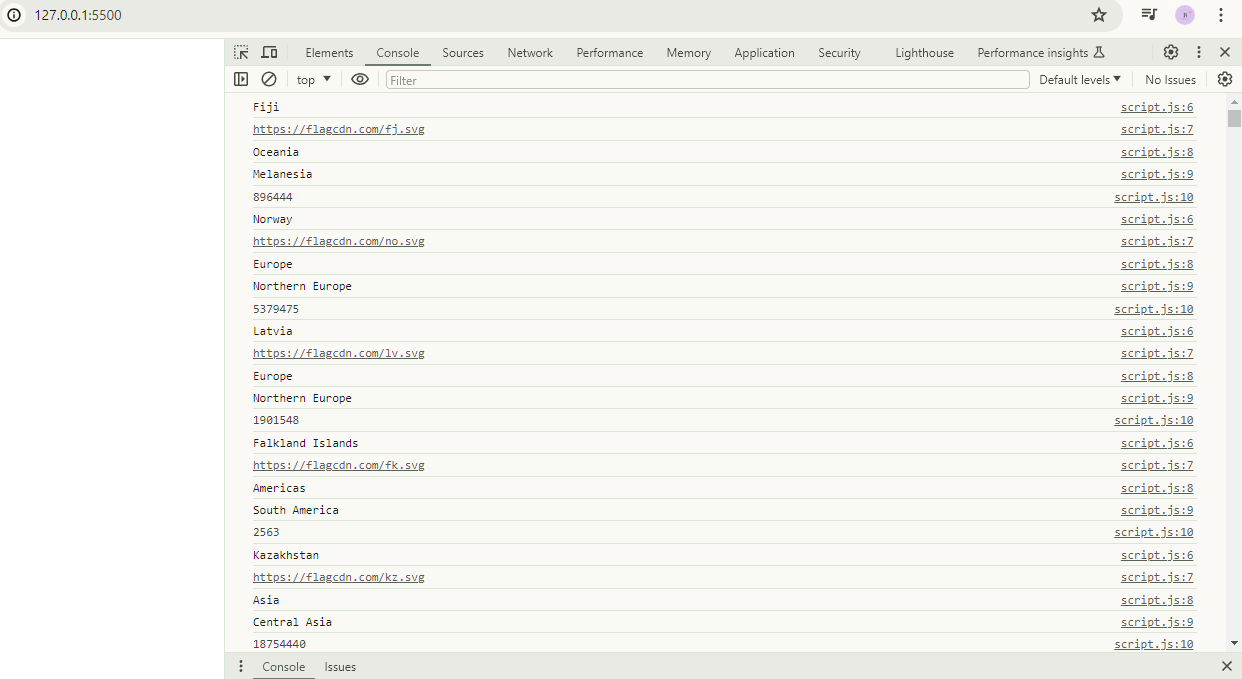 127.0.0.1:5500
Elements Console Sources Network Performance Memory Application Security Lighthouse Performance insights
top Filter Default levels No Issues
Fiji script.js:6
https://flagcdn.com/fj.svg script.js:7
Oceania script.js:8
Melanesia script.js:9
896444 script.js:10
Norway script.js:6
https://flagcdn.com/no.svg script.js:7
Europe script.js:8
Northern Europe script.js:9
5379475 script.js:10
Latvia script.js:6
https://flagcdn.com/lv.svg script.js:7
Europe script.js:8
Northern Europe script.js:9
1901548 script.js:10
Falkland Islands script.js:6
https://flagcdn.com/fk.svg script.js:7
Americas script.js:8
South America script.js:9
2563 script.js:10
Kazakhstan script.js:6
https://flagcdn.com/kz.svg script.js:7
Asia script.js:8
Central Asia script.js:9
18754440 script.js:10
Console Issues